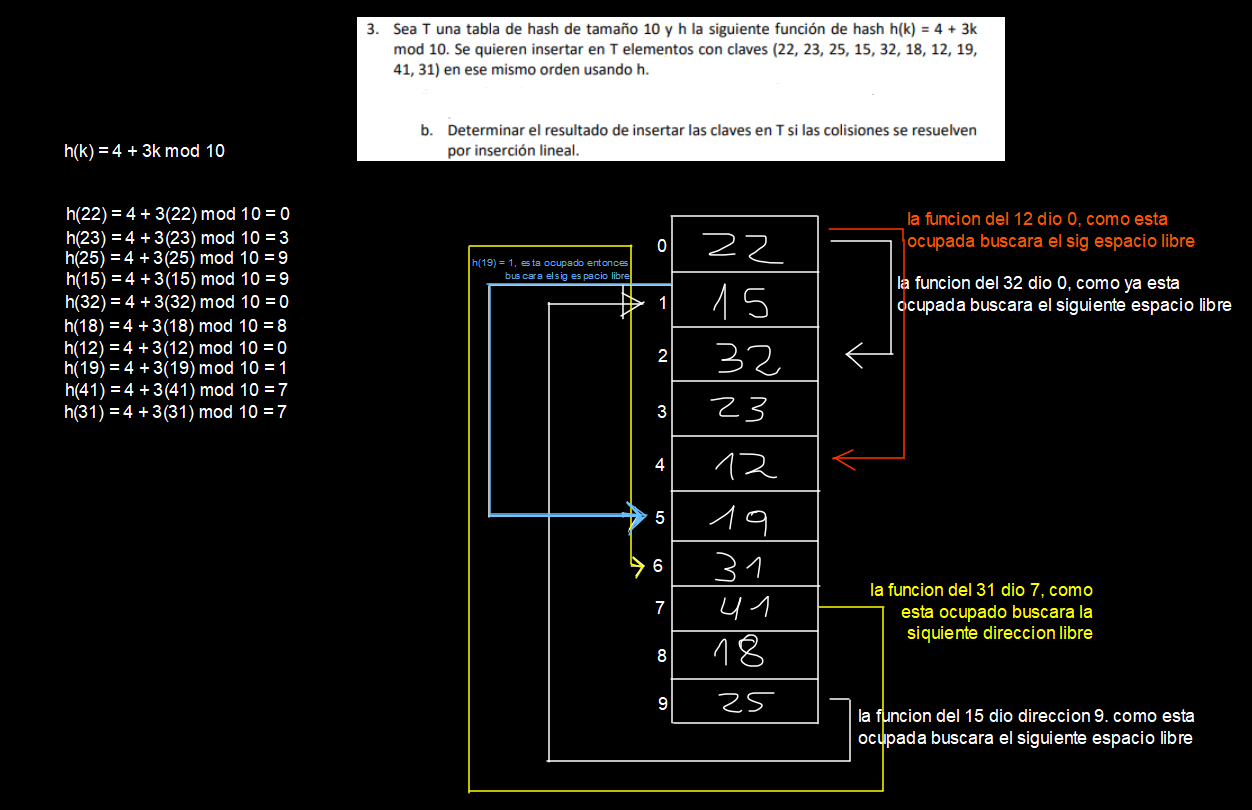 3. Sea T una tabla de hash de tamaño 10 y h la siguiente función de hash h(k) = 4 + 3k
mod 10. Se quieren insertar en T elementos con claves (22, 23, 25, 15, 32, 18, 12, 19,
41, 31) en ese mismo orden usando h.
b. Determinar el resultado de insertar las claves en T si las colisiones se resuelven
por inserción lineal.
h(k) = 4 + 3k mod 10
h(22) = 4 + 3(22) mod 10 = 0
h(23) = 4 + 3(23) mod 10 = 3
h(25) = 4 + 3(25) mod 10 = 9
h(15) = 4 + 3(15) mod 10 = 9
h(32) = 4 + 3(32) mod 10 = 0
h(18) = 4 + 3(18) mod 10 = 8
h(12) = 4 + 3(12) mod 10 = 0
h(19) = 4 + 3(19) mod 10 = 1
h(41) = 4 + 3(41) mod 10 = 7
h(31) = 4 + 3(31) mod 10 = 7
h(19) = 1, esta ocupado entonces
buscara el sig espacio libre
0 22
1 15
2 32
3 23
4 12
5 19
6 31
7 41
8 18
9 25
la funcion del 12 dio 0, como esta
ocupada buscara el sig espacio libre
la funcion del 32 dio 0, como ya esta
ocupada buscara el siguiente espacio libre
la funcion del 31 dio 7, como
esta ocupado buscara la
siquiente direccion libre
la funcion del 15 dio direccion 9. como esta
ocupada buscara el siguiente espacio libre